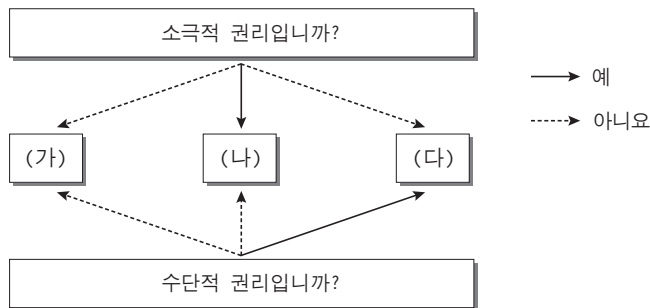 소극적 권리입니까?
예
아니요
(가) (나) (다)
수단적 권리입니까?